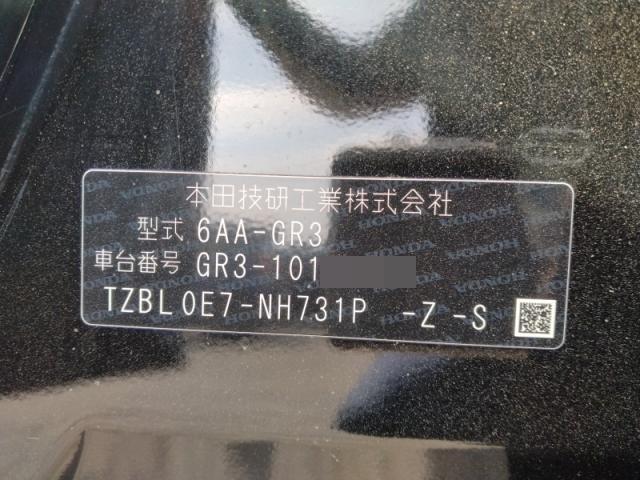 本田技研工業株式会社
型式 6AA-GR3
車台番号 GR3-101
TZBL0E7-NH731P -Z -S